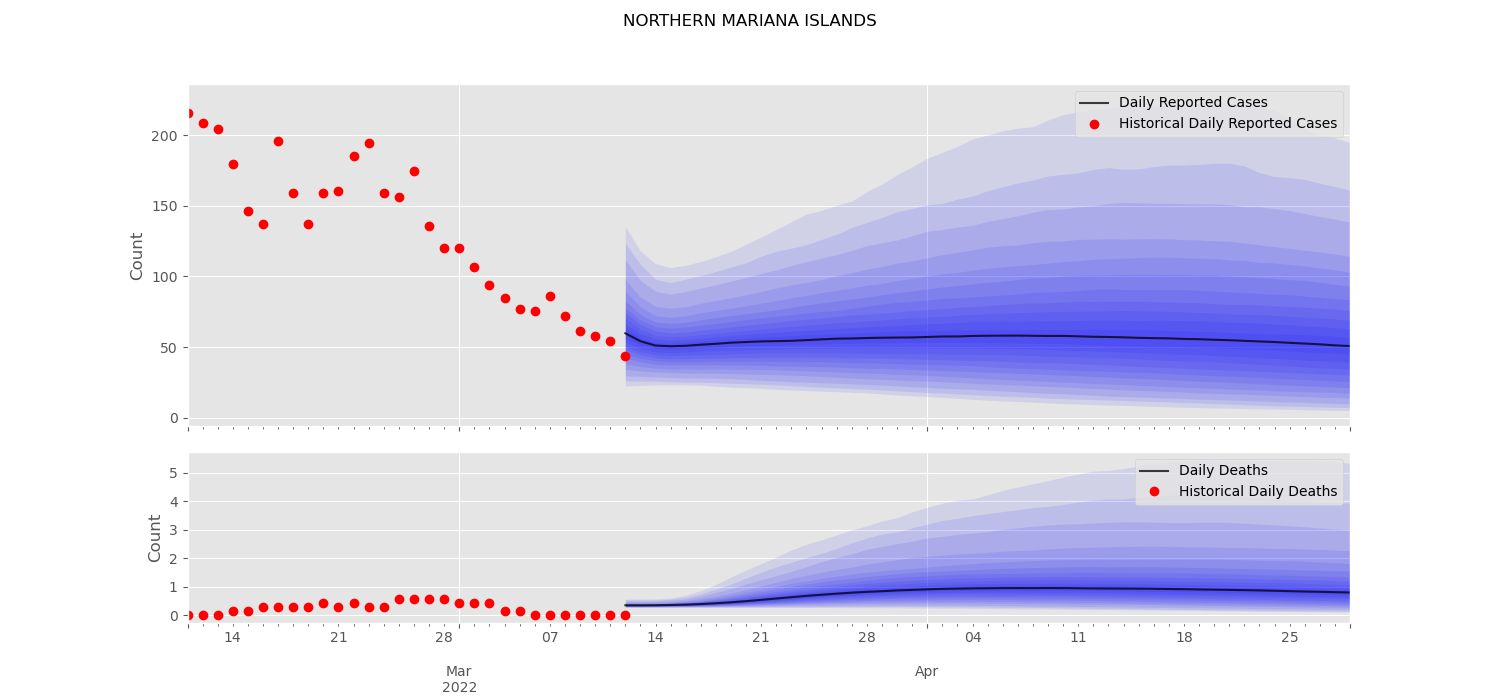 NORTHERN MARIANA ISLANDS
Daily Reported Cases
Historical Daily Reported Cases
200
150
100
50
0
Count
Daily Deaths
Historical Daily Deaths
5
4
3
2
1
0
Count
14 21 28 07 14 21 28 04 11 18 25
Mar Apr
2022